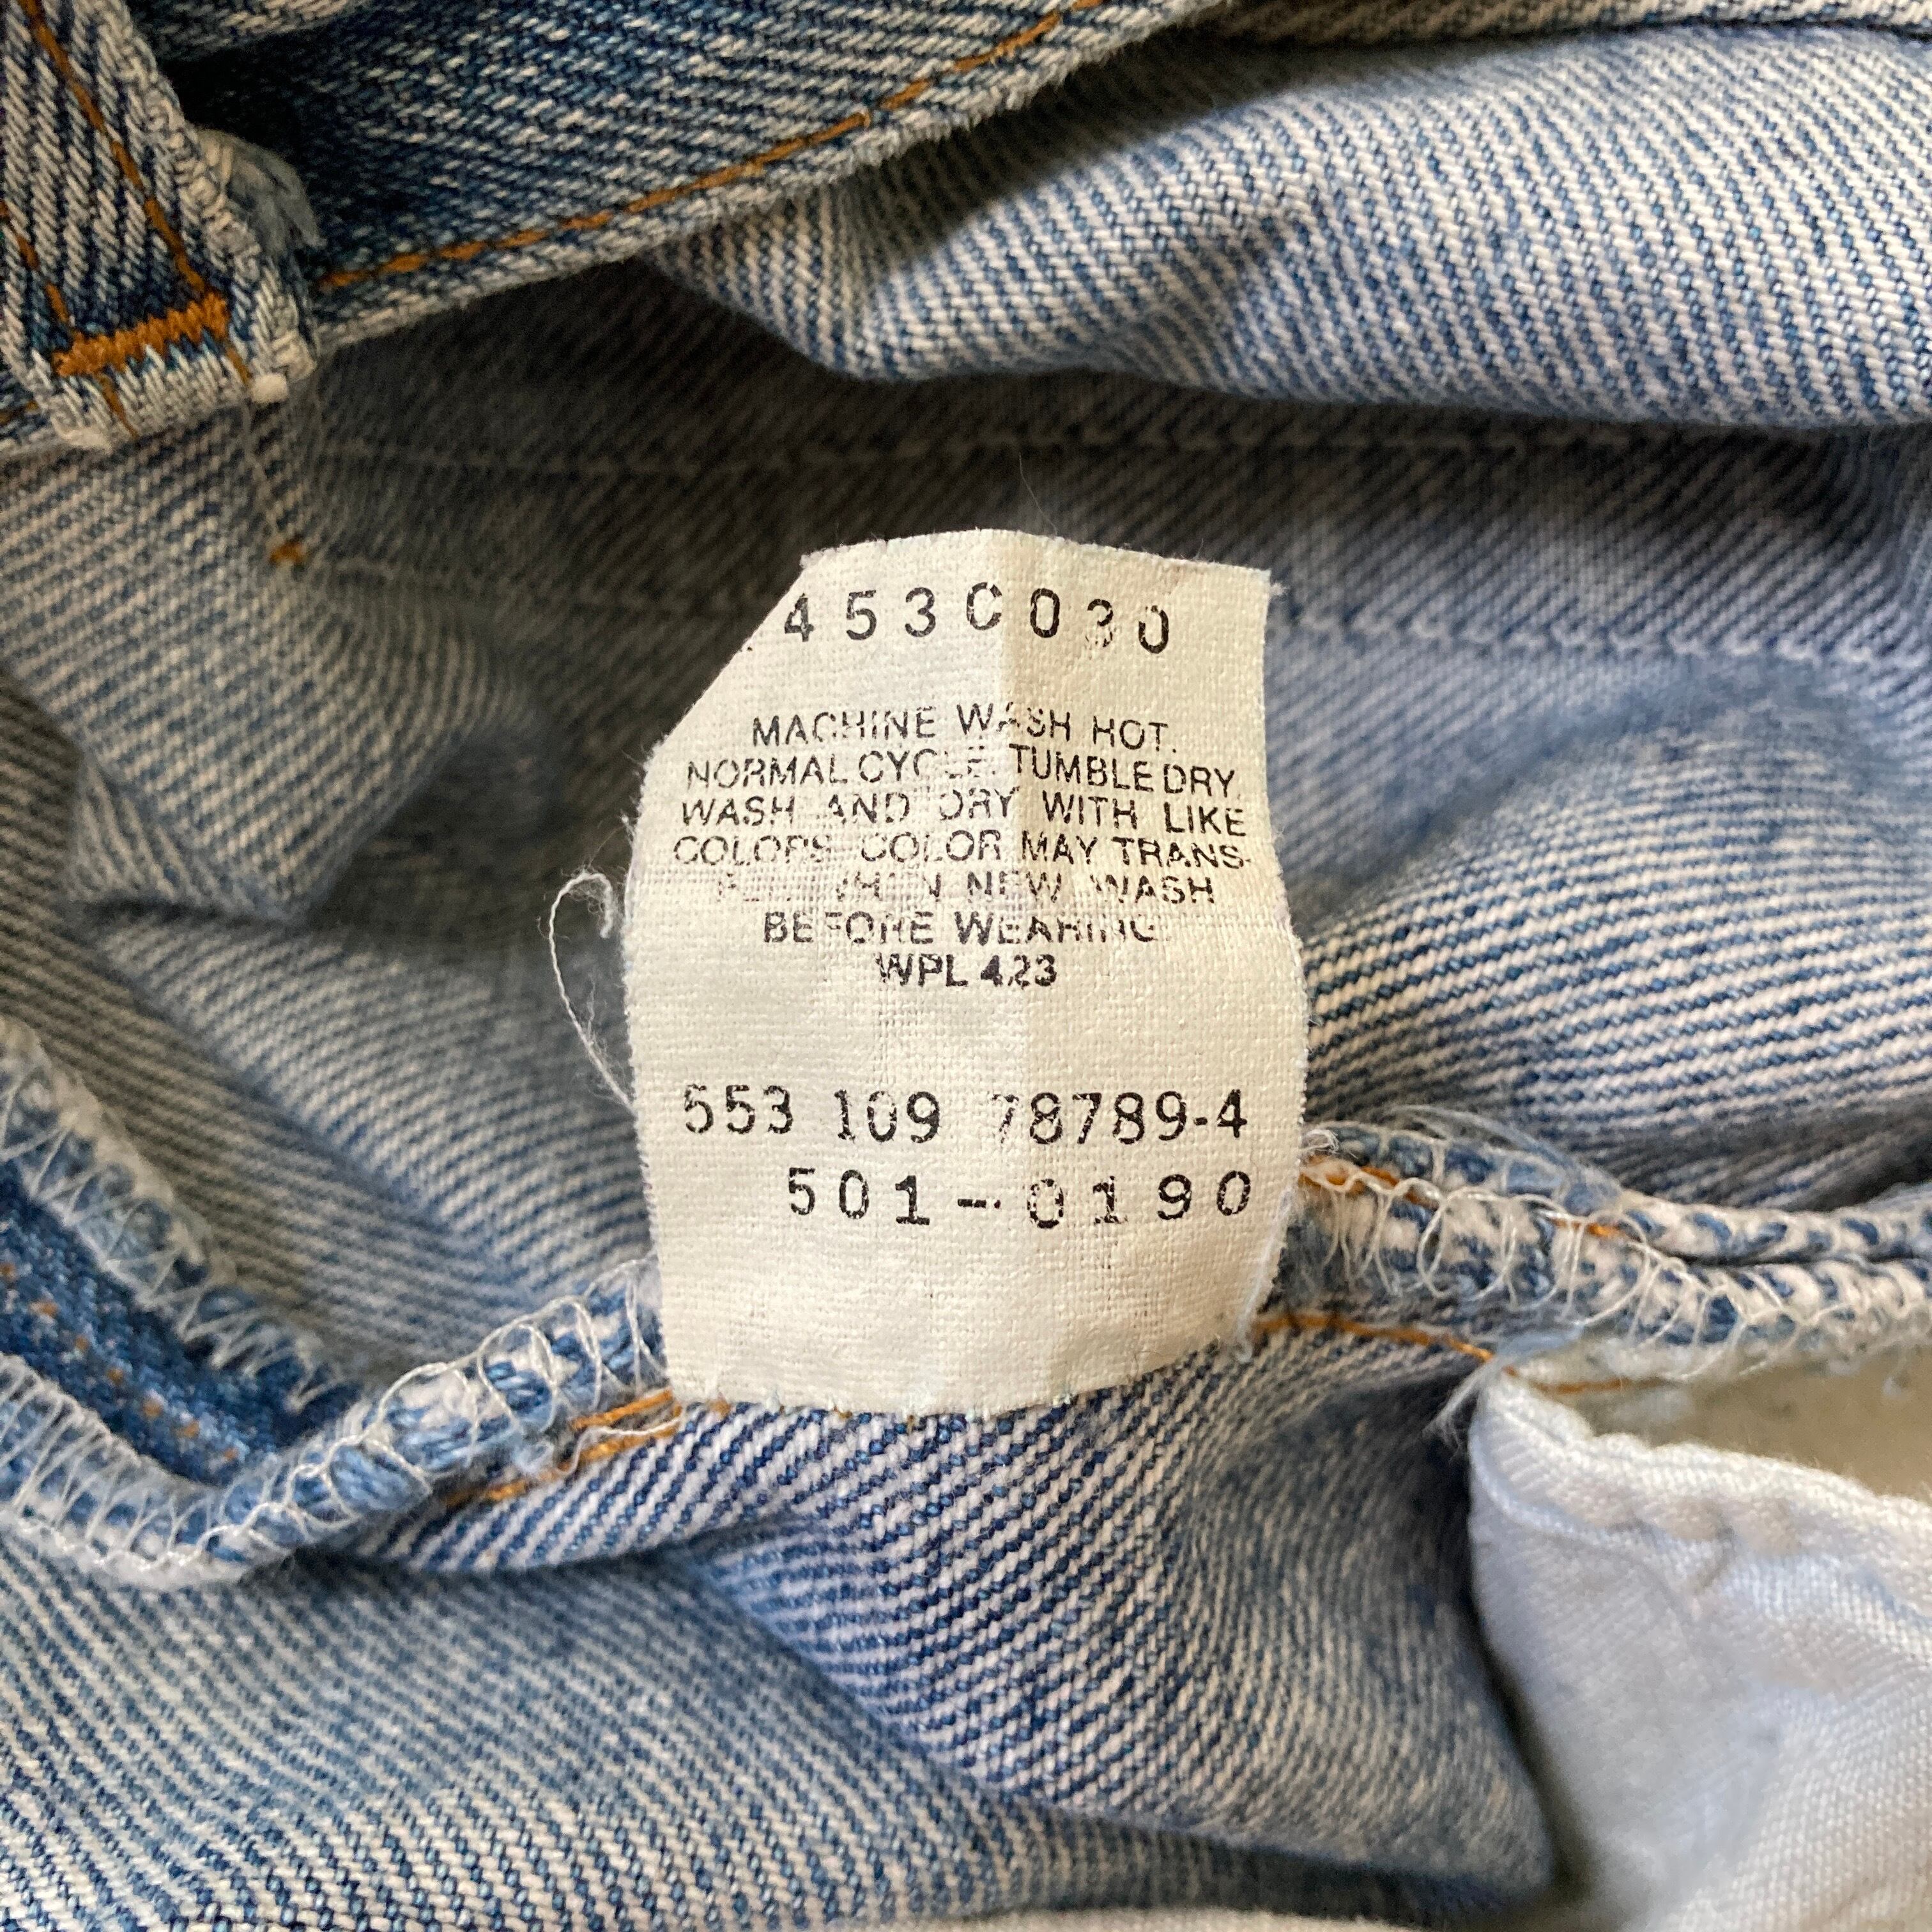 453C030
MACHINE WASH HOT.
NORMAL CYCLE. TUMBLE DRY.
WASH AND DRY WITH LIKE
COLORS COLOR MAY TRANS-
WHEN NEW WASH
BEFORE WEARING.
WPL 423
553 109 78789-4
501-0190